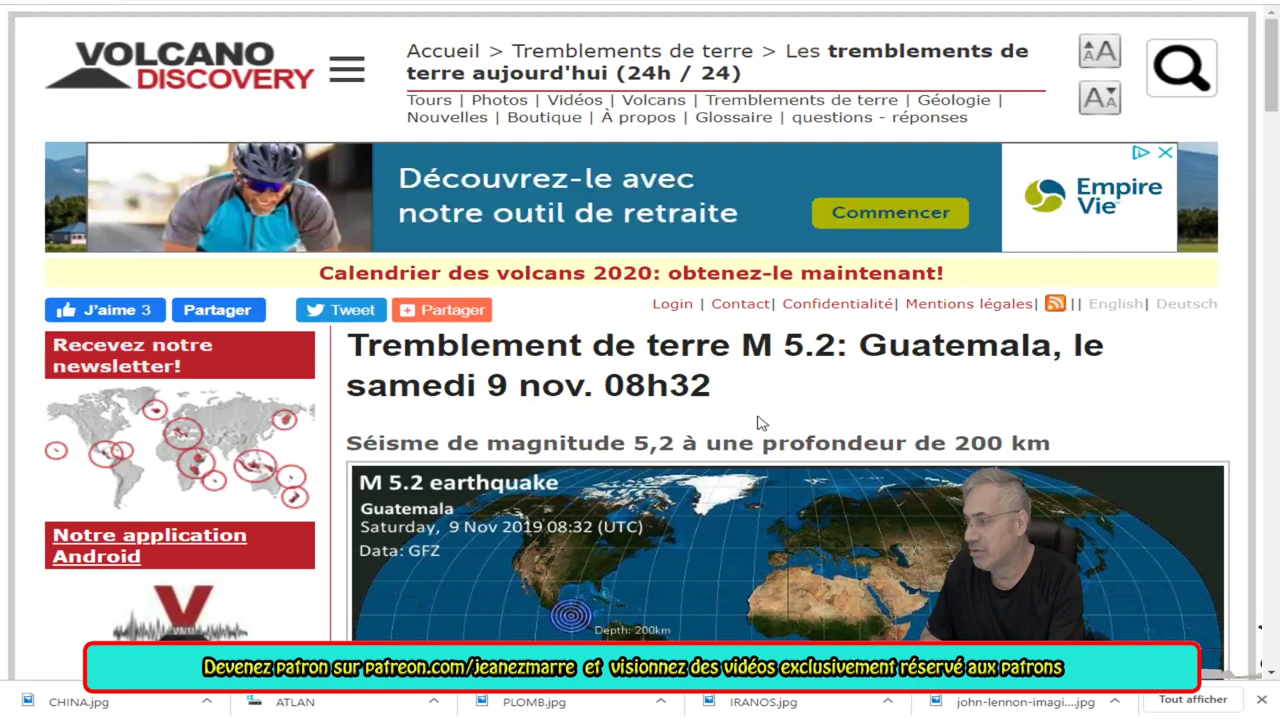 VOLCANO
DISCOVERY
Accueil > Tremblements de terre > Les tremblements de
terre aujourd'hui (24h / 24)
Tours | Photos | Vidéos | Volcans | Tremblements de terre | Géologie |
Nouvelles | Boutique | À propos | Glossaire | questions - réponses
AA
AA
Découvrez-le avec
notre outil de retraite
Commencer
Empire
Vie
Calendrier des volcans 2020: obtenez-le maintenant!
J'aime 3
Partager
Tweet
Partager
Login | Contact| Confidentialité| Mentions légales| || English| Deutsch
Recevez notre
newsletter!
Tremblement de terre M 5.2: Guatemala, le
samedi 9 nov. 08h32
Séisme de magnitude 5,2 à une profondeur de 200 km
M 5.2 earthquake
Guatemala
Saturday, 9 Nov 2019 08:32 (UTC)
Data: GFZ
Depth: 200km
Notre application
Android
Devenez patron sur patreon.com/jeanezmarre et visionnez des vidéos exclusivement réservé aux patrons
CHINA.jpg
ATLAN
PLOMB.jpg
IRANOS.jpg
john-lennon-imagi....jpg
Tout afficher